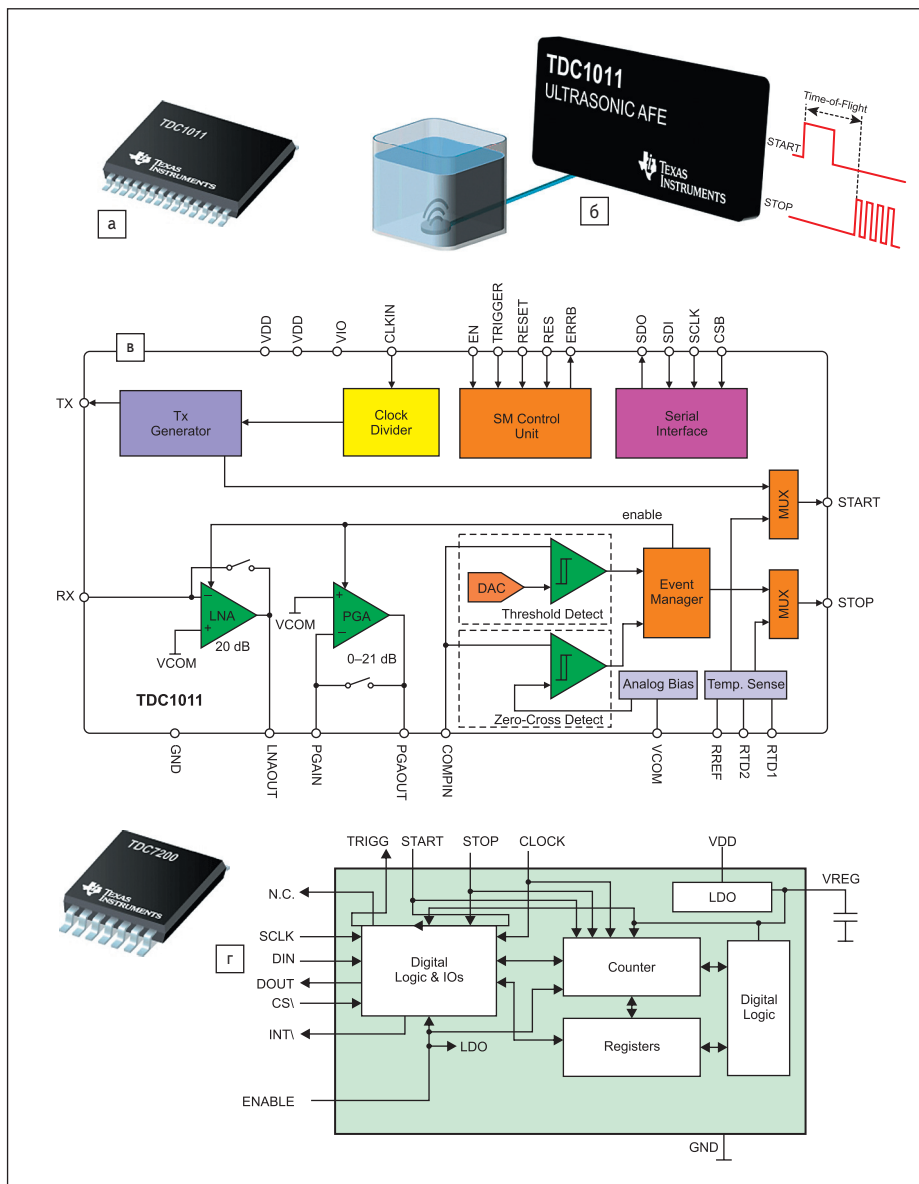 TDC1011
TEXAS
INSTRUMENTS
а
TDC1011
ULTRASONIC AFE
TEXAS
INSTRUMENTS
б
Time-of-Flight
START
STOP
в
VDD
VDD
VIO
CLKIN
EN
TRIGGER
RESET
RES
ERRB
SDO
SDI
SCLK
CSB
TX
Tx
Generator
Clock
Divider
SM Control
Unit
Serial
Interface
MUX
START
enable
RX
LNA
20 dB
VCOM
VCOM
PGA
0–21 dB
DAC
Threshold Detect
Zero-Cross Detect
Event
Manager
MUX
STOP
Analog Bias
Temp. Sense
TDC1011
GND
LNAOUT
PGAIN
PGAOUT
COMPIN
VCOM
RREF
RTD2
RTD1
TDC7200
TEXAS
INSTRUMENTS
г
TRIGG
START
STOP
CLOCK
VDD
VREG
N.C.
SCLK
DIN
DOUT
CS\
INT\
ENABLE
LDO
Digital
Logic & IOs
Counter
Registers
Digital
Logic
LDO
GND